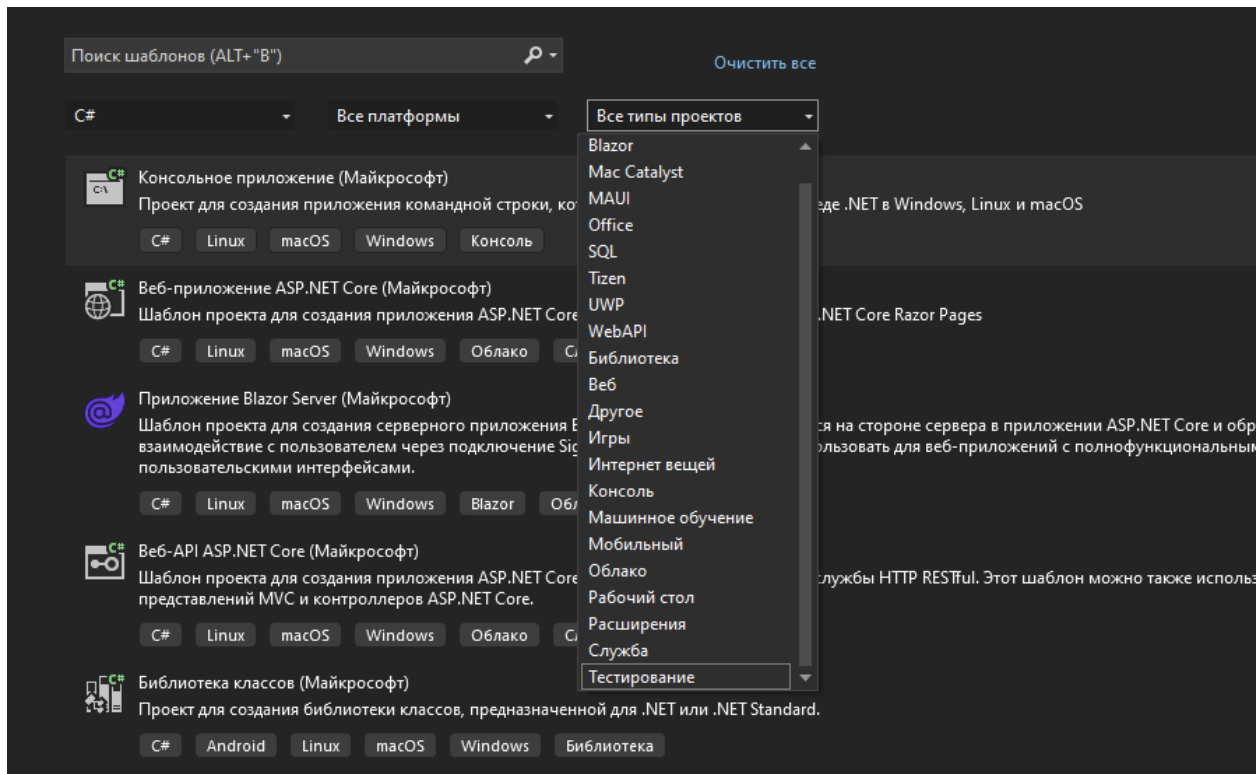 Поиск шаблонов (ALT+"B")
Очистить все
C#
Все платформы
Все типы проектов
Blazor
Mac Catalyst
MAUI
Office
SQL
Tizen
UWP
WebAPI
Библиотека
Веб
Другое
Игры
Интернет вещей
Консоль
Машинное обучение
Мобильный
Облако
Рабочий стол
Расширения
Служба
Тестирование
Консольное приложение (Майкрософт)
Проект для создания приложения командной строки, .NET в Windows, Linux и macOS
C# Linux macOS Windows Консоль
Веб-приложение ASP.NET Core (Майкрософт)
Шаблон проекта для создания приложения ASP.NET Core .NET Core Razor Pages
C# Linux macOS Windows Облако
Приложение Blazor Server (Майкрософт)
Шаблон проекта для создания серверного приложения на стороне сервера в приложении ASP.NET Core и обр
взаимодействие с пользователем через подключение для веб-приложений с полнофункциональным
пользовательскими интерфейсами.
C# Linux macOS Windows Blazor
Веб-API ASP.NET Core (Майкрософт)
Шаблон проекта для создания приложения ASP.NET Core службы HTTP RESTful. Этот шаблон можно также исполь
представлений MVC и контроллеров ASP.NET Core.
C# Linux macOS Windows Облако
Библиотека классов (Майкрософт)
Проект для создания библиотеки классов, предназначенной для .NET или .NET Standard.
C# Android Linux macOS Windows Библиотека